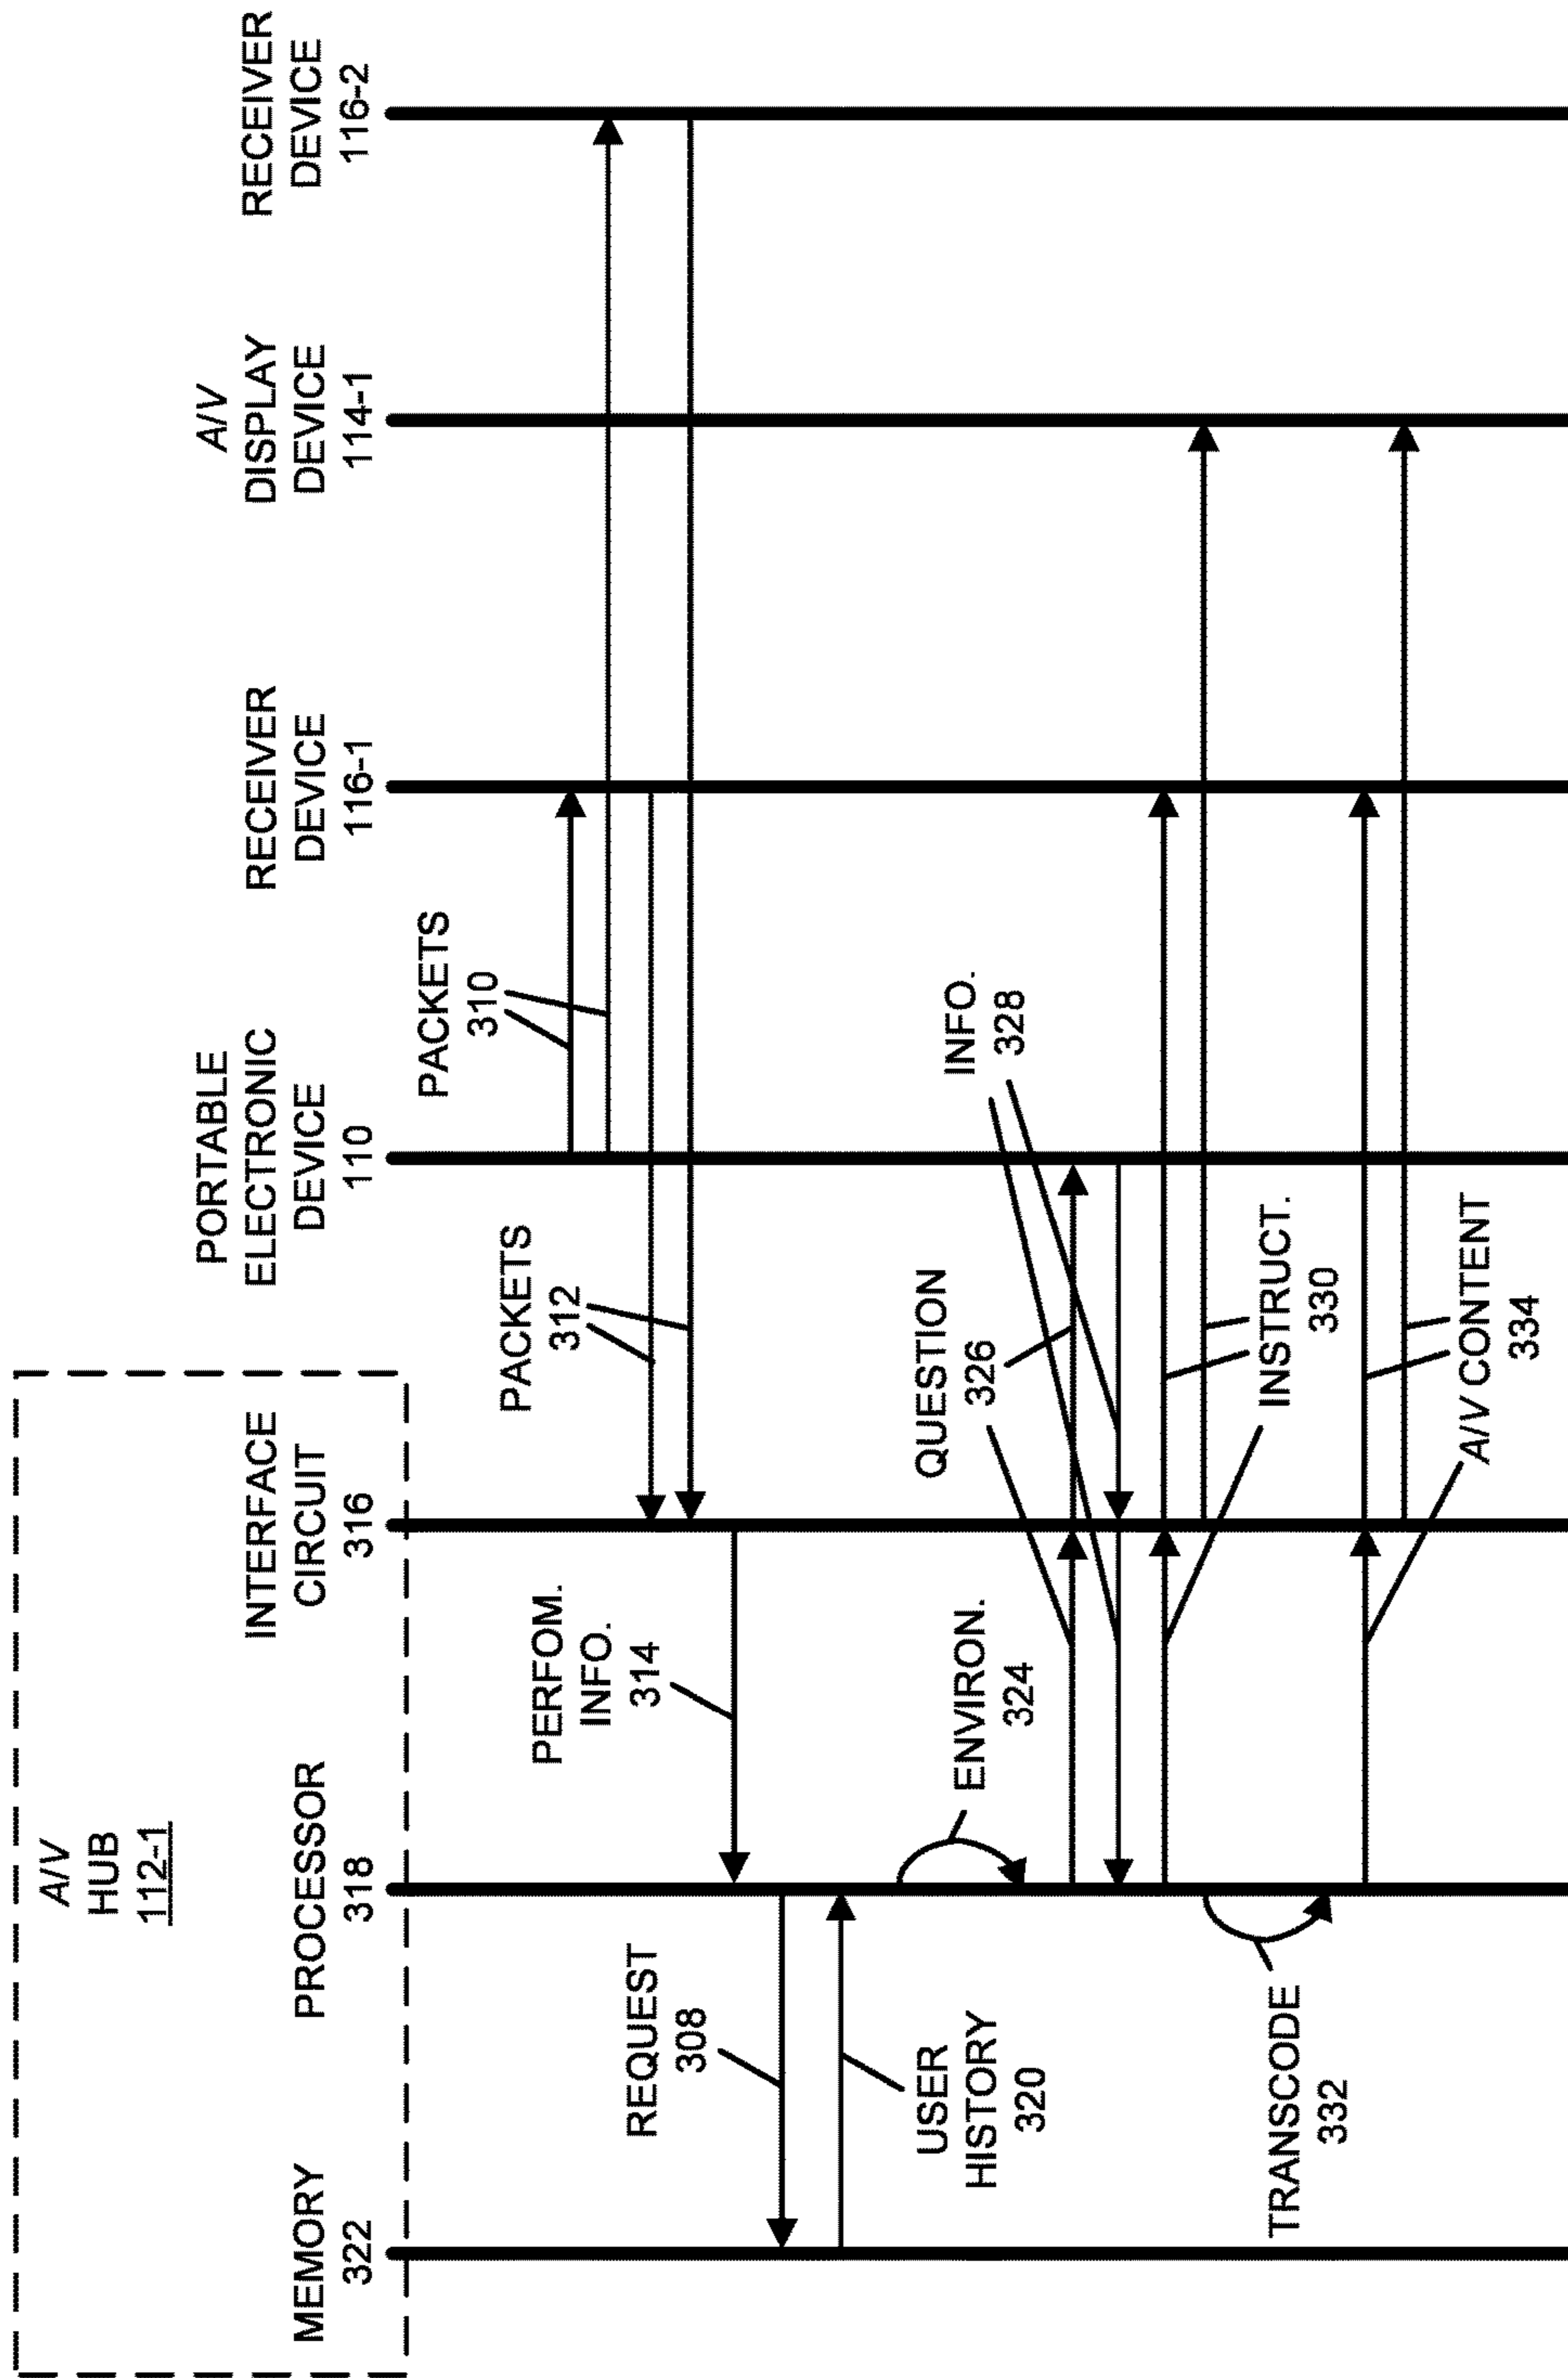 A/V
HUB
112-1
MEMORY
322
PROCESSOR
318
INTERFACE
CIRCUIT
316
PORTABLE
ELECTRONIC
DEVICE
110
RECEIVER
DEVICE
116-1
A/V
DISPLAY
DEVICE
114-1
RECEIVER
DEVICE
116-2
PACKETS
310
PACKETS
312
PERFOM.
INFO.
314
REQUEST
308
USER
HISTORY
320
ENVIRON.
324
QUESTION
326
INFO.
328
INSTRUCT.
330
TRANSCODE
332
A/V CONTENT
334